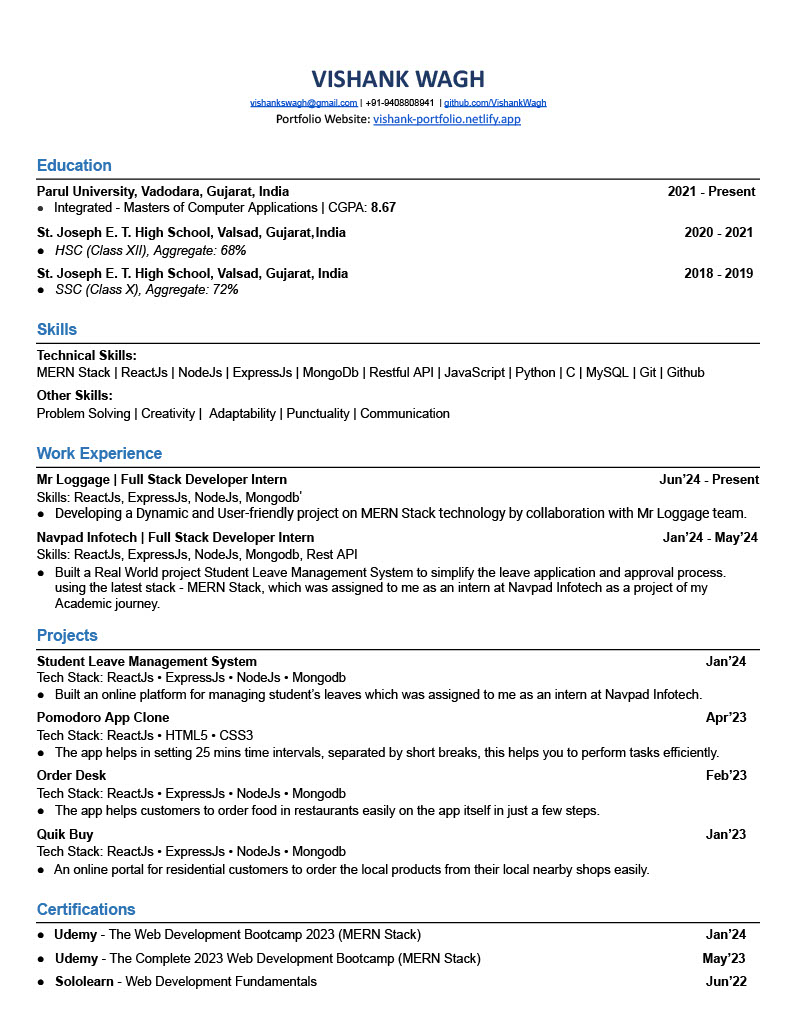 VISHANK WAGH
vishankswagh@gmail.com | +91-9408808941 | github.com/VishankWagh
Portfolio Website: vishank-portfolio.netlify.app
Education
Parul University, Vadodara, Gujarat, India 2021 - Present
● Integrated - Masters of Computer Applications | CGPA: 8.67
St. Joseph E. T. High School, Valsad, Gujarat,India 2020 - 2021
● HSC (Class XII), Aggregate: 68%
St. Joseph E. T. High School, Valsad, Gujarat, India 2018 - 2019
● SSC (Class X), Aggregate: 72%
Skills
Technical Skills:
MERN Stack | ReactJs | NodeJs | ExpressJs | MongoDb | Restful API | JavaScript | Python | C | MySQL | Git | Github
Other Skills:
Problem Solving | Creativity | Adaptability | Punctuality | Communication
Work Experience
Mr Loggage | Full Stack Developer Intern Jun’24 - Present
Skills: ReactJs, ExpressJs, NodeJs, Mongodb'
● Developing a Dynamic and User-friendly project on MERN Stack technology by collaboration with Mr Loggage team.
Navpad Infotech | Full Stack Developer Intern Jan’24 - May’24
Skills: ReactJs, ExpressJs, NodeJs, Mongodb, Rest API
● Built a Real World project Student Leave Management System to simplify the leave application and approval process.
using the latest stack - MERN Stack, which was assigned to me as an intern at Navpad Infotech as a project of my
Academic journey.
Projects
Student Leave Management System Jan’24
Tech Stack: ReactJs • ExpressJs • NodeJs • Mongodb
● Built an online platform for managing student’s leaves which was assigned to me as an intern at Navpad Infotech.
Pomodoro App Clone Apr’23
Tech Stack: ReactJs • HTML5 • CSS3
● The app helps in setting 25 mins time intervals, separated by short breaks, this helps you to perform tasks efficiently.
Order Desk Feb’23
Tech Stack: ReactJs • ExpressJs • NodeJs • Mongodb
● The app helps customers to order food in restaurants easily on the app itself in just a few steps.
Quik Buy Jan’23
Tech Stack: ReactJs • ExpressJs • NodeJs • Mongodb
● An online portal for residential customers to order the local products from their local nearby shops easily.
Certifications
● Udemy - The Web Development Bootcamp 2023 (MERN Stack) Jan’24
● Udemy - The Complete 2023 Web Development Bootcamp (MERN Stack) May’23
● Sololearn - Web Development Fundamentals Jun’22